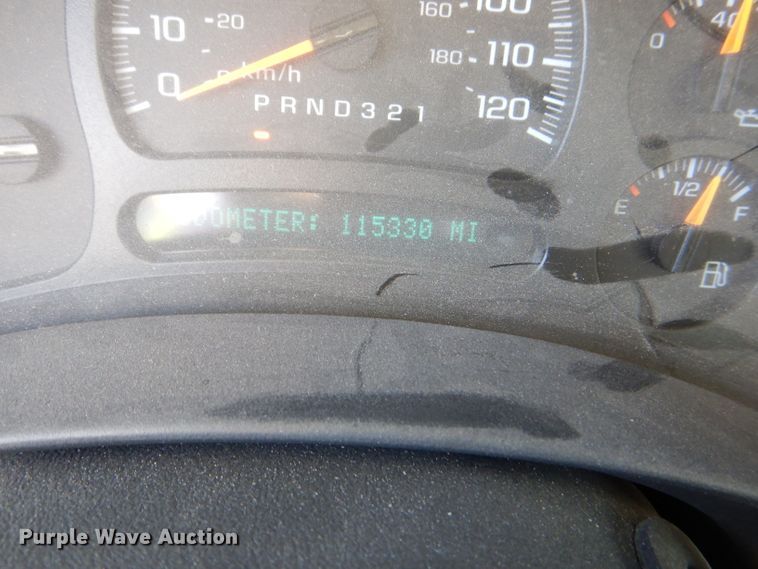 160 100
10 20 180 110
0 0 km/h 120
PRND321
0 40
E 1/2 F
ODOMETER: 115330 MI
Purple Wave Auction